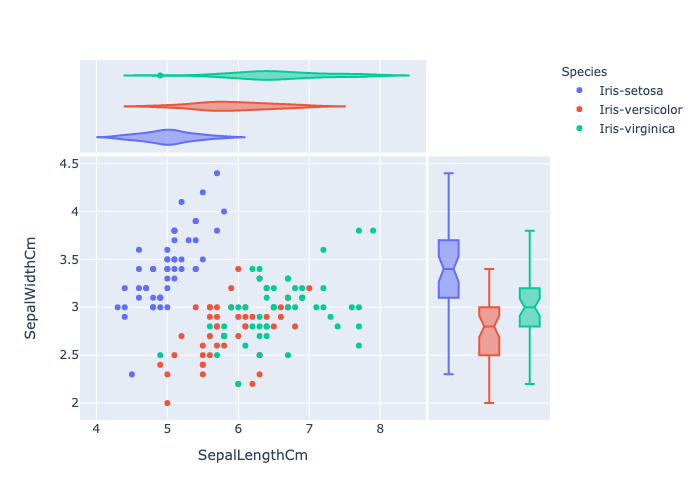 Species
Iris-setosa
Iris-versicolor
Iris-virginica
4.5
4
3.5
3
2.5
2
SepalWidthCm
4 5 6 7 8
SepalLengthCm